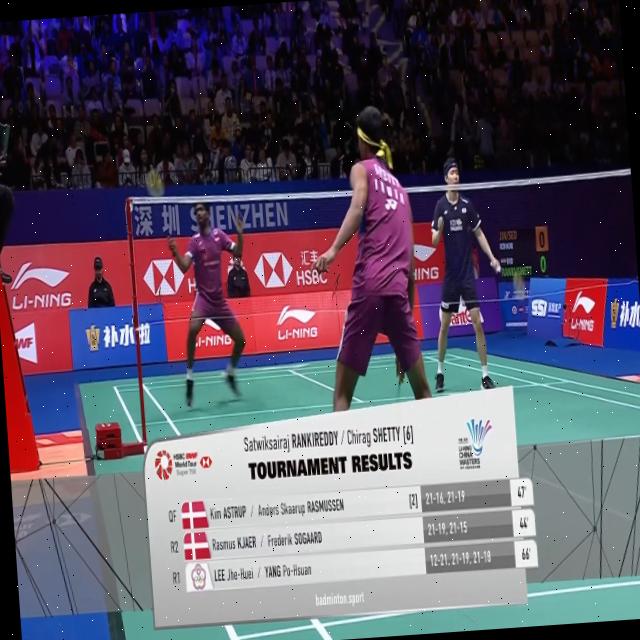 深圳 SHENZHEN
LI-NING
HSBC
汇丰
HSBC
LI-NING
补水啦
LI-NING
LI-NING
Satwiksairaj RANKIREDDY / Chirag SHETTY [6]
TOURNAMENT RESULTS
HSBC BWF
World Tour
Super 750
LI-NING
CHINA
MASTERS
QF Kim ASTRUP / Anders Skaarup RASMUSSEN [2] 21-16, 21-19 47'
R2 Rasmus KJAER / Frederik SOGAARD 21-19, 21-15 44'
R1 LEE Jhe-Huei / YANG Po-Hsuan 12-21, 21-19, 21-18 66'
badminton.sport